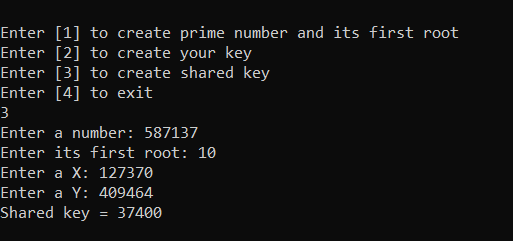 Enter [1] to create prime number and its first root
Enter [2] to create your key
Enter [3] to create shared key
Enter [4] to exit
3
Enter a number: 587137
Enter its first root: 10
Enter a X: 127370
Enter a Y: 409464
Shared key = 37400